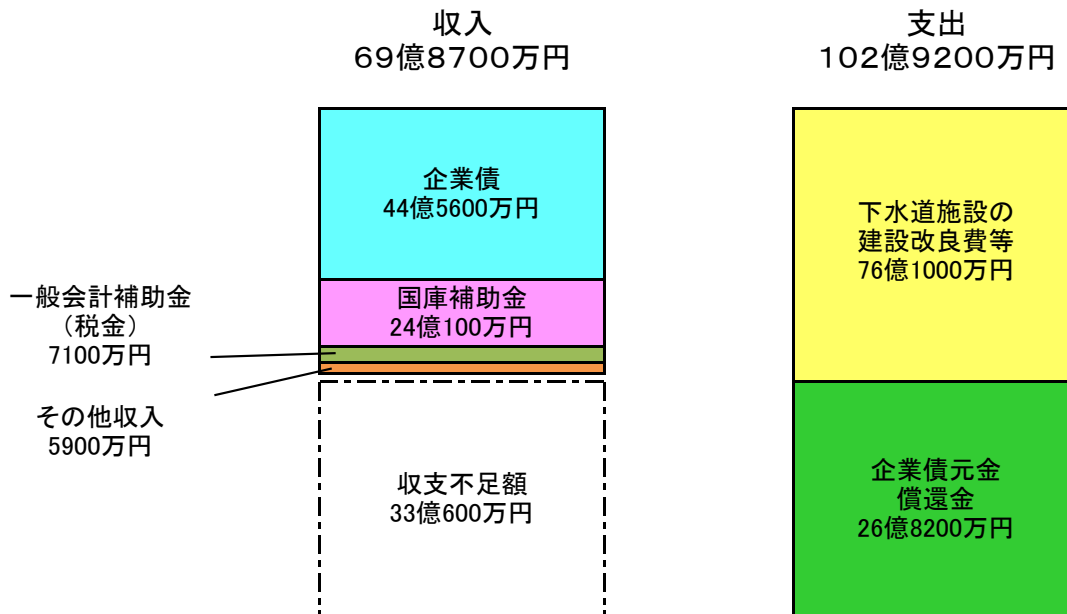 収入
69億8700万円
支出
102億9200万円
企業債
44億5600万円
国庫補助金
24億100万円
一般会計補助金
（税金）
7100万円
その他収入
5900万円
収支不足額
33億600万円
下水道施設の
建設改良費等
76億1000万円
企業債元金
償還金
26億8200万円